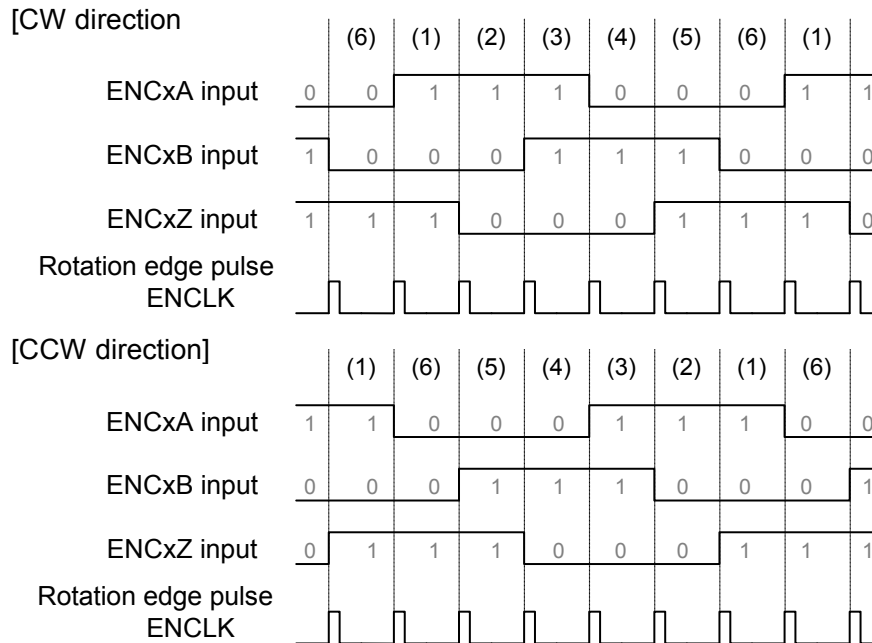 [CW direction
(6) (1) (2) (3) (4) (5) (6) (1)
ENCxA input 0 0 1 1 1 0 0 0 1 1
ENCxB input 1 0 0 0 1 1 1 0 0 0
ENCxZ input 1 1 1 0 0 0 1 1 1 0
Rotation edge pulse
ENCLK
[CCW direction]
(1) (6) (5) (4) (3) (2) (1) (6)
ENCxA input 1 1 0 0 0 1 1 1 0 0
ENCxB input 0 0 0 1 1 1 0 0 0 1
ENCxZ input 0 1 1 1 0 0 0 1 1 1
Rotation edge pulse
ENCLK